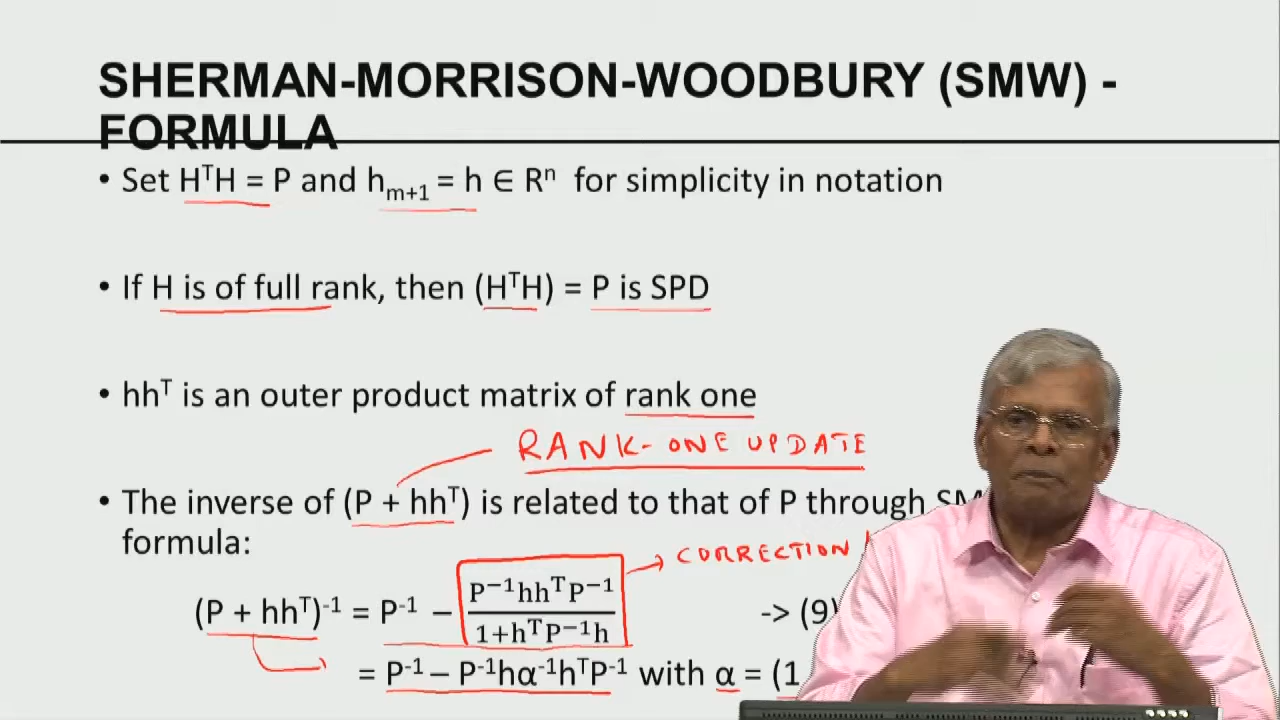 SHERMAN-MORRISON-WOODBURY (SMW) -
FORMULA
• Set HᵀH = P and hₘ₊₁ = h ∈ Rⁿ for simplicity in notation
• If H is of full rank, then (HᵀH) = P is SPD
• hhᵀ is an outer product matrix of rank one
RANK-ONE UPDATE
• The inverse of (P + hhᵀ) is related to that of P through
formula:
CORRECTION
(P + hhᵀ)⁻¹ = P⁻¹ − P⁻¹hhᵀP⁻¹ / 1+hᵀP⁻¹h -> (9)
= P⁻¹ – P⁻¹hα⁻¹hᵀP⁻¹ with α = (1